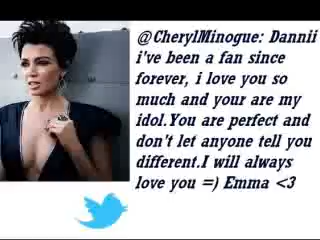 @CherylMinogue: Dannii
i've been a fan since
forever, i love you so
much and your are my
idol.You are perfect and
don't let anyone tell you
different.I will always
love you =) Emma <3